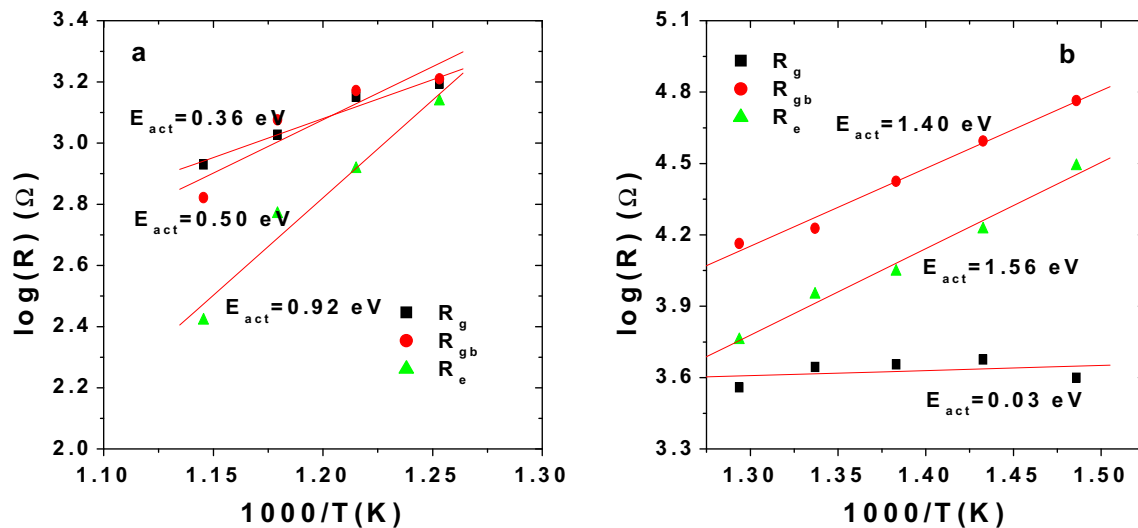 a
3.4
3.2
3.0
2.8
2.6
2.4
2.2
2.0
log(R) (Ω)
E act=0.36 eV
E act=0.50 eV
E act=0.92 eV
R g
R gb
R e
1.10 1.15 1.20 1.25 1.30
1000/T(K)
b
5.1
4.8
4.5
4.2
3.9
3.6
3.3
log(R) (Ω)
R g
R gb
R e
E act=1.40 eV
E act=1.56 eV
E act=0.03 eV
1.30 1.35 1.40 1.45 1.50
1000/T(K)